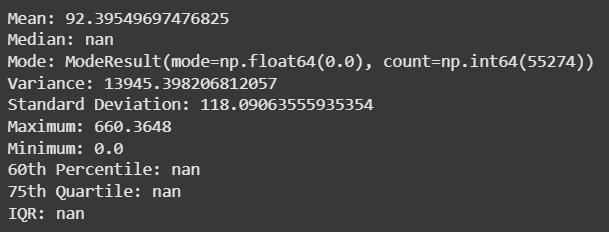 Mean: 92.39549697476825
Median: nan
Mode: ModeResult(mode=np.float64(0.0), count=np.int64(55274))
Variance: 13945.398206812057
Standard Deviation: 118.09063555935354
Maximum: 660.3648
Minimum: 0.0
60th Percentile: nan
75th Quartile: nan
IQR: nan